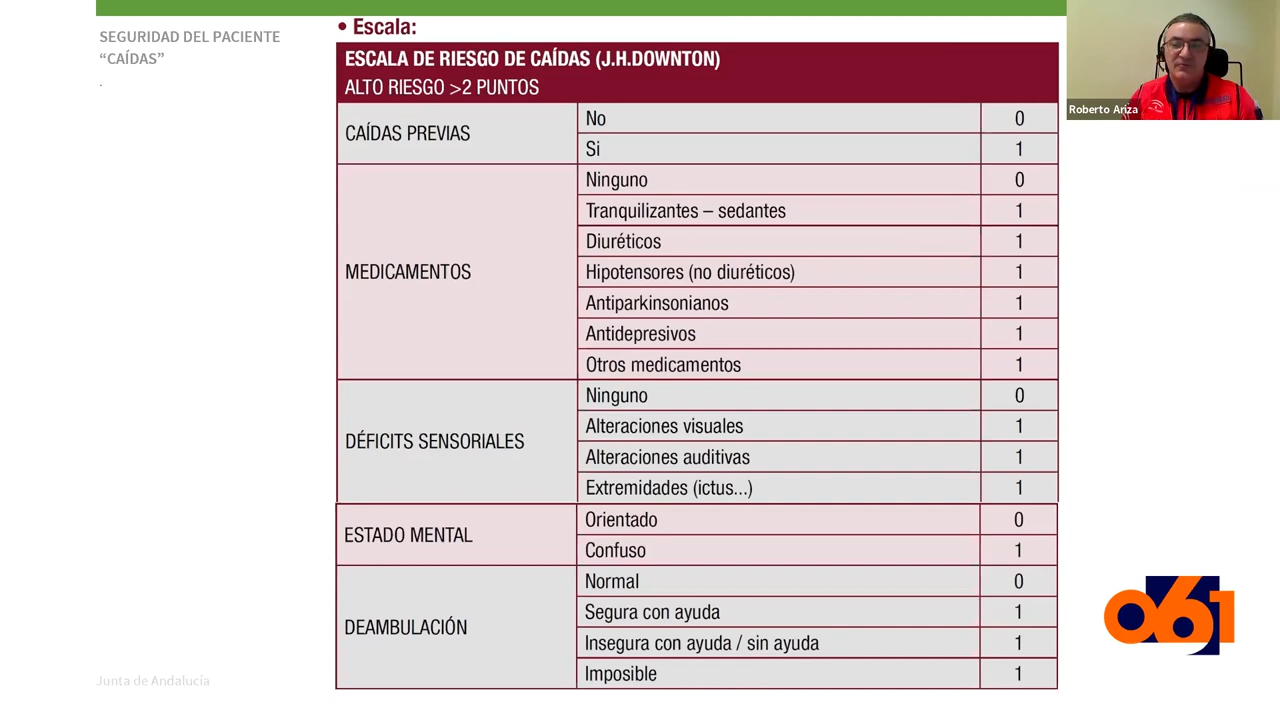 SEGURIDAD DEL PACIENTE
“CAÍDAS”
.
• Escala:
ESCALA DE RIESGO DE CAÍDAS (J.H.DOWNTON)
ALTO RIESGO >2 PUNTOS
CAÍDAS PREVIAS
No 0
Si 1
MEDICAMENTOS
Ninguno 0
Tranquilizantes – sedantes 1
Diuréticos 1
Hipotensores (no diuréticos) 1
Antiparkinsonianos 1
Antidepresivos 1
Otros medicamentos 1
DÉFICITS SENSORIALES
Ninguno 0
Alteraciones visuales 1
Alteraciones auditivas 1
Extremidades (ictus...) 1
ESTADO MENTAL
Orientado 0
Confuso 1
DEAMBULACIÓN
Normal 0
Segura con ayuda 1
Insegura con ayuda / sin ayuda 1
Imposible 1
Roberto Ariza
061
Junta de Andalucía